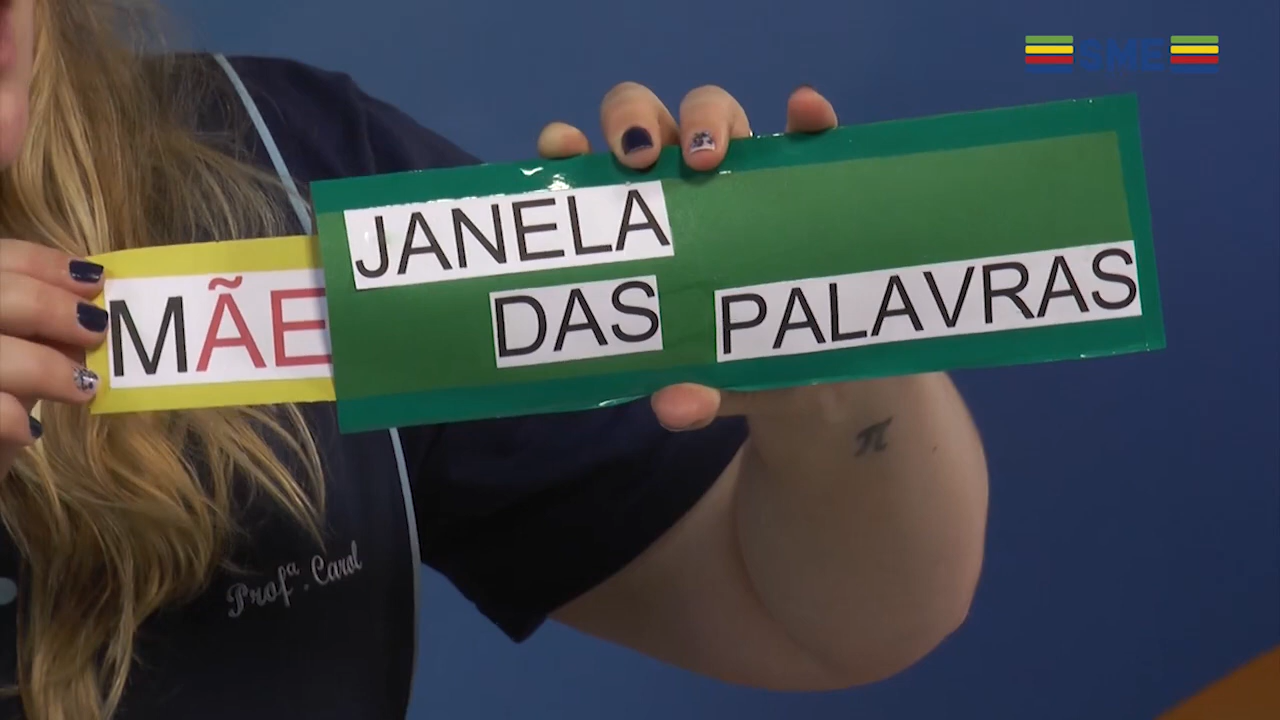 SME
JANELA
DAS PALAVRAS
MÃE
Profª. Carol
π